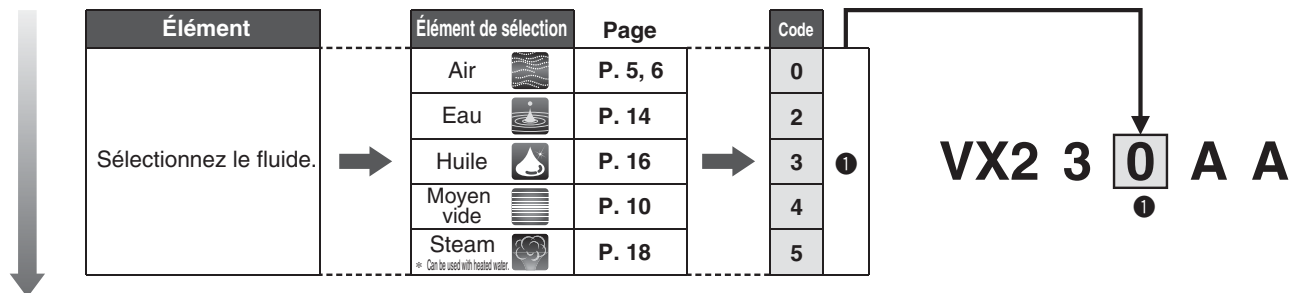 Élément Élément de sélection Page Code
Air P. 5, 6 0
Eau P. 14 2
Sélectionnez le fluide. Huile P. 16 3 ❶
Moyen
vide P. 10 4
Steam P. 18 5
* Can be used with heated water.
VX2 3 0 A A
❶